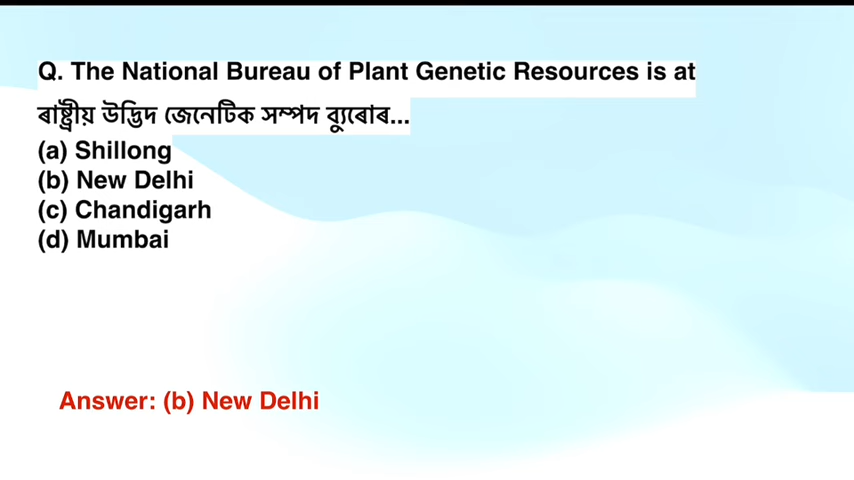 Q. The National Bureau of Plant Genetic Resources is at
ৰাষ্ট্ৰীয় উদ্ভিদ জেনেটিক সম্পদ ব্যুৰোৰ...
(a) Shillong
(b) New Delhi
(c) Chandigarh
(d) Mumbai
Answer: (b) New Delhi